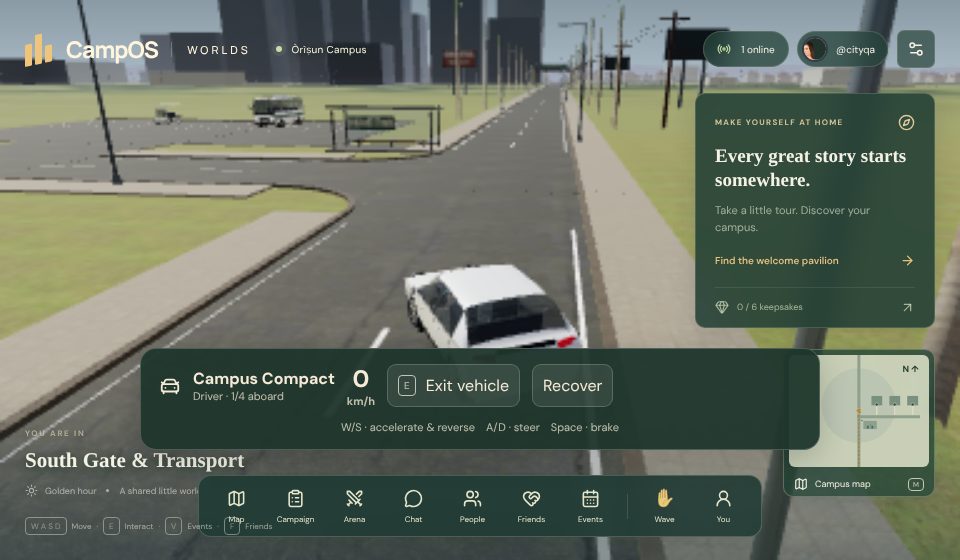 CampOS
WORLDS
Òrìsun Campus
1 online
@cityqa
MAKE YOURSELF AT HOME
Every great story starts
somewhere.
Take a little tour. Discover your
campus.
Find the welcome pavilion
0 / 6 keepsakes
Campus Compact
Driver · 1/4 aboard
0
km/h
E Exit vehicle
Recover
W/S · accelerate & reverse A/D · steer Space · brake
N
Campus map
M
YOU ARE IN
South Gate & Transport
Golden hour • A shared little
WASD Move · E Interact · V Events · F Friends
Map
Campaign
Arena
Chat
People
Friends
Events
Wave
You